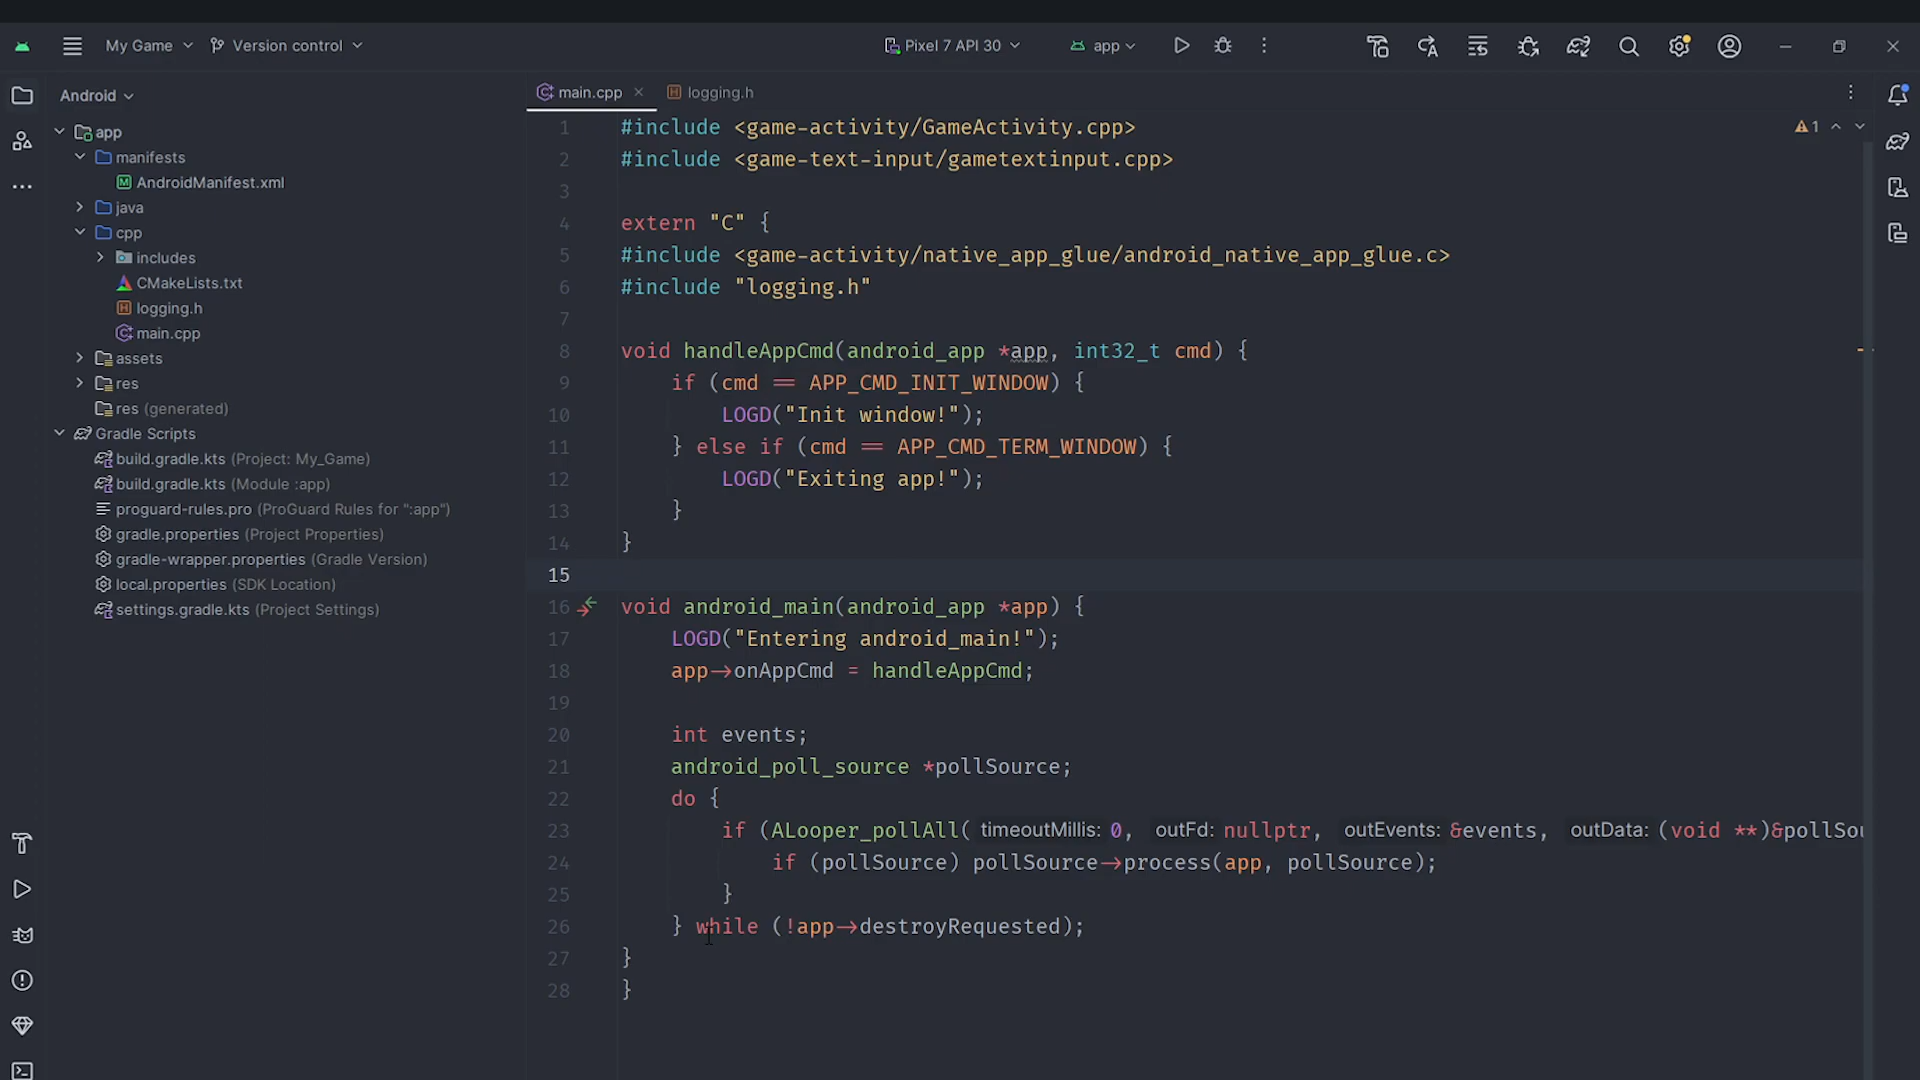 My Game
Version control
Pixel 7 API 30
app
Android
app
manifests
AndroidManifest.xml
java
cpp
includes
CMakeLists.txt
logging.h
main.cpp
assets
res
res (generated)
Gradle Scripts
build.gradle.kts (Project: My_Game)
build.gradle.kts (Module :app)
proguard-rules.pro (ProGuard Rules for ":app")
gradle.properties (Project Properties)
gradle-wrapper.properties (Gradle Version)
local.properties (SDK Location)
settings.gradle.kts (Project Settings)
main.cpp
logging.h
1
1 #include <game-activity/GameActivity.cpp>
2 #include <game-text-input/gametextinput.cpp>
3
4 extern "C" {
5 #include <game-activity/native_app_glue/android_native_app_glue.c>
6 #include "logging.h"
7
8 void handleAppCmd(android_app *app, int32_t cmd) {
9 if (cmd == APP_CMD_INIT_WINDOW) {
10 LOGD("Init window!");
11 } else if (cmd == APP_CMD_TERM_WINDOW) {
12 LOGD("Exiting app!");
13 }
14 }
15
16 void android_main(android_app *app) {
17 LOGD("Entering android_main!");
18 app->onAppCmd = handleAppCmd;
19
20 int events;
21 android_poll_source *pollSource;
22 do {
23 if (ALooper_pollAll( timeoutMillis: 0, outFd: nullptr, outEvents: &events, outData: (void **)&pollSou
24 if (pollSource) pollSource->process(app, pollSource);
25 }
26 } while (!app->destroyRequested);
27 }
28 }